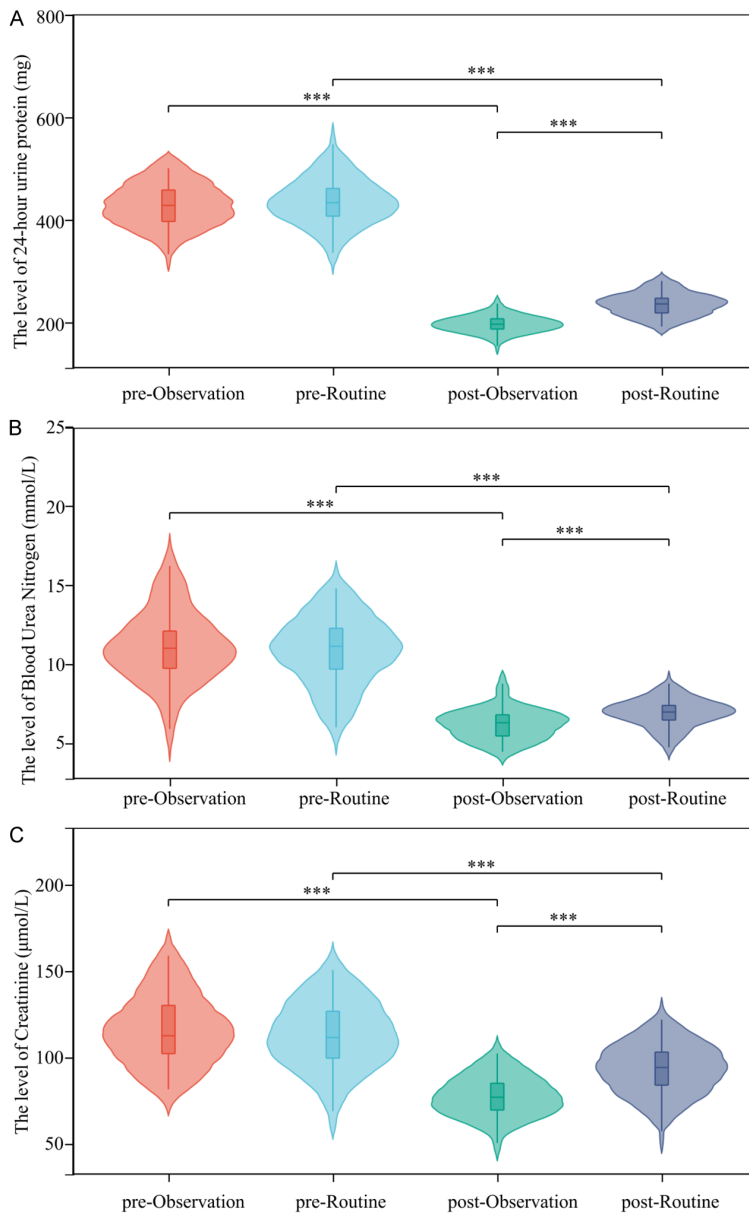 A
The level of 24-hour urine protein (mg)
800
600
400
200
***
***
***
pre-Observation pre-Routine post-Observation post-Routine
B
The level of Blood Urea Nitrogen (mmol/L)
25
20
15
10
5
***
***
***
pre-Observation pre-Routine post-Observation post-Routine
C
The level of Creatinine (μmol/L)
200
150
100
50
***
***
***
pre-Observation pre-Routine post-Observation post-Routine